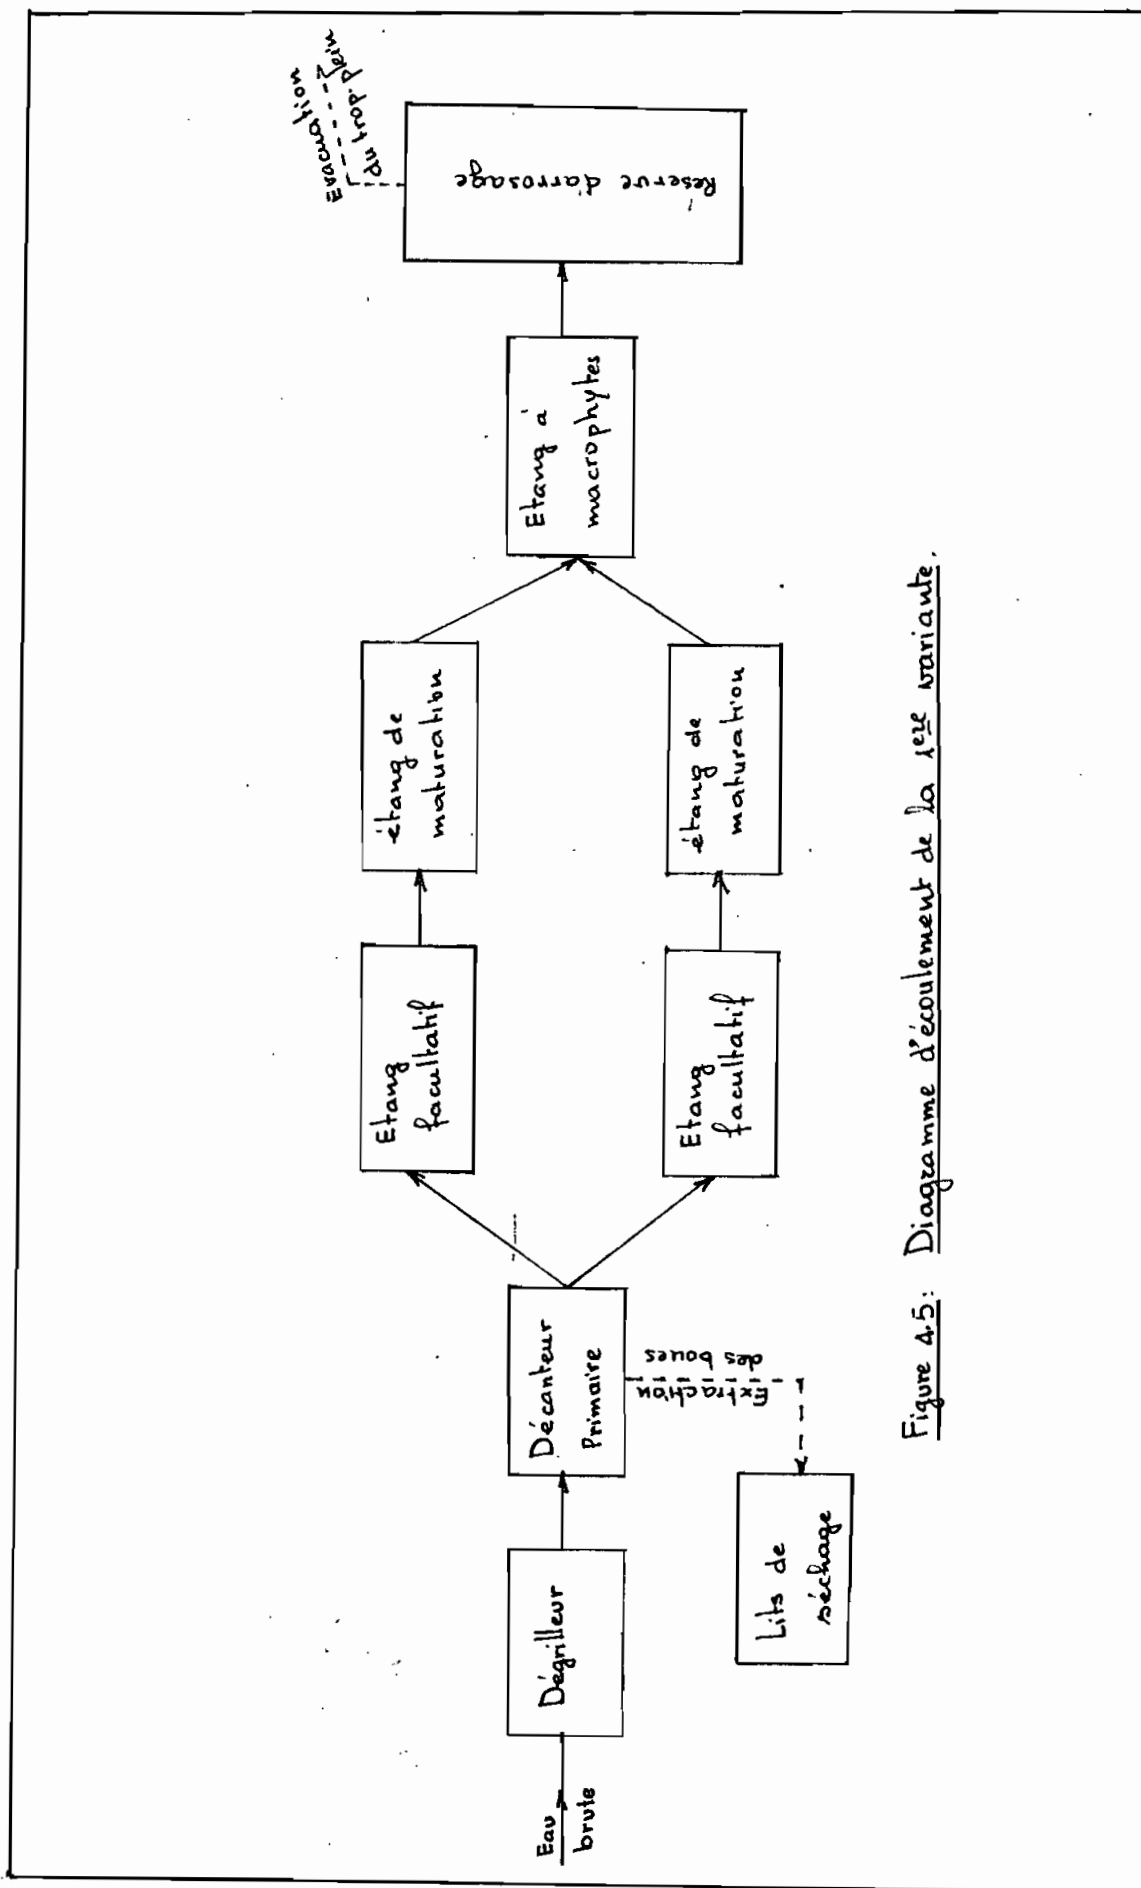 Eau
brute
Dégrilleur
Décanteur
Primaire
Extraction
des boues
Lits de
séchage
Etang
facultatif
Etang
facultatif
étang de
maturation
étang de
maturation
Etang à
macrophytes
Réserve d'arrosage
Evacuation
du trop.plein
Figure 4.5: Diagramme d'écoulement de la 1ere variante.